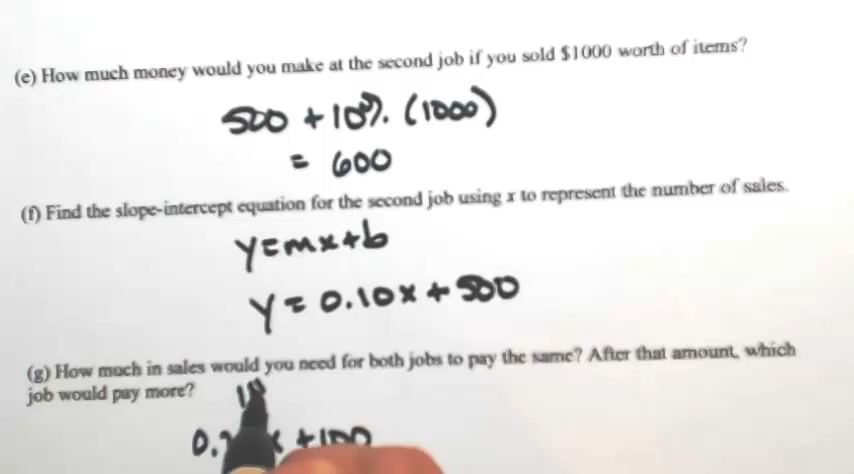 (e) How much money would you make at the second job if you sold $1000 worth of items?
500 + 10%. (1000)
= 600
(f) Find the slope-intercept equation for the second job using x to represent the number of sales.
y=mx+b
y = 0.10x + 500
(g) How much in sales would you need for both jobs to pay the same? After that amount, which
job would pay more?
+100